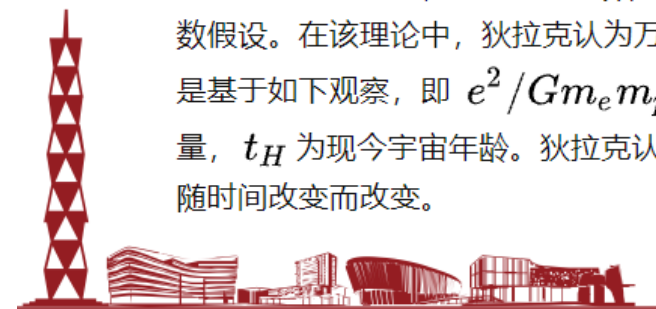 数假设。在该理论中，狄拉克认为万
是基于如下观察，即 e²/Gmₑmₚ
量，t_H 为现今宇宙年龄。狄拉克认
随时间改变而改变。